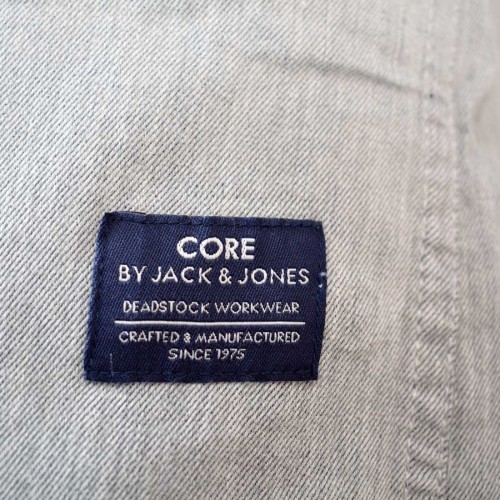 CORE
BY JACK & JONES
DEADSTOCK WORKWEAR
CRAFTED & MANUFACTURED
SINCE 1975